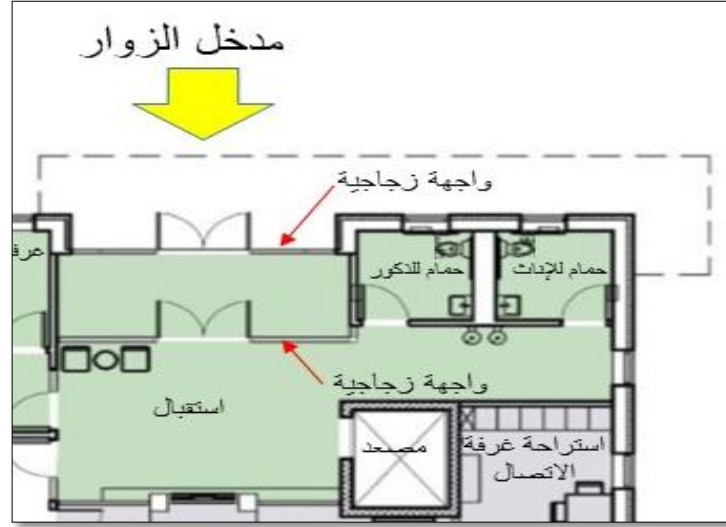 مدخل الزوار
واجهة زجاجية
حمام للذكور
حمام للإناث
واجهة زجاجية
استقبال
مصعد
استراحة غرفة
الاتصال